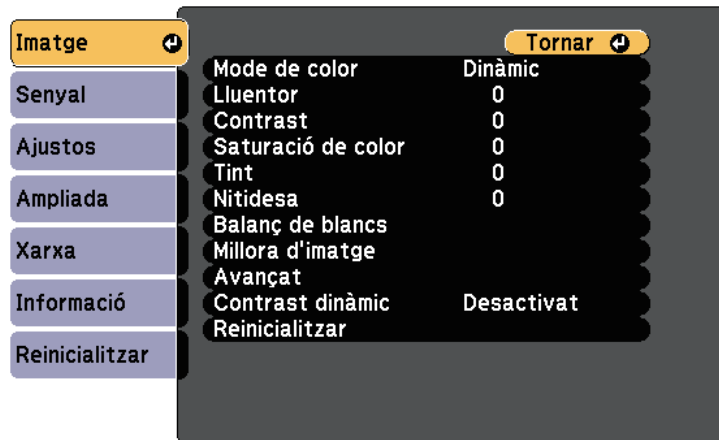 Imatge
Senyal
Ajustos
Ampliada
Xarxa
Informació
Reinicialitzar
Tornar
Mode de color Dinàmic
Lluentor 0
Contrast 0
Saturació de color 0
Tint 0
Nitidesa 0
Balanç de blancs
Millora d'imatge
Avançat
Contrast dinàmic Desactivat
Reinicialitzar